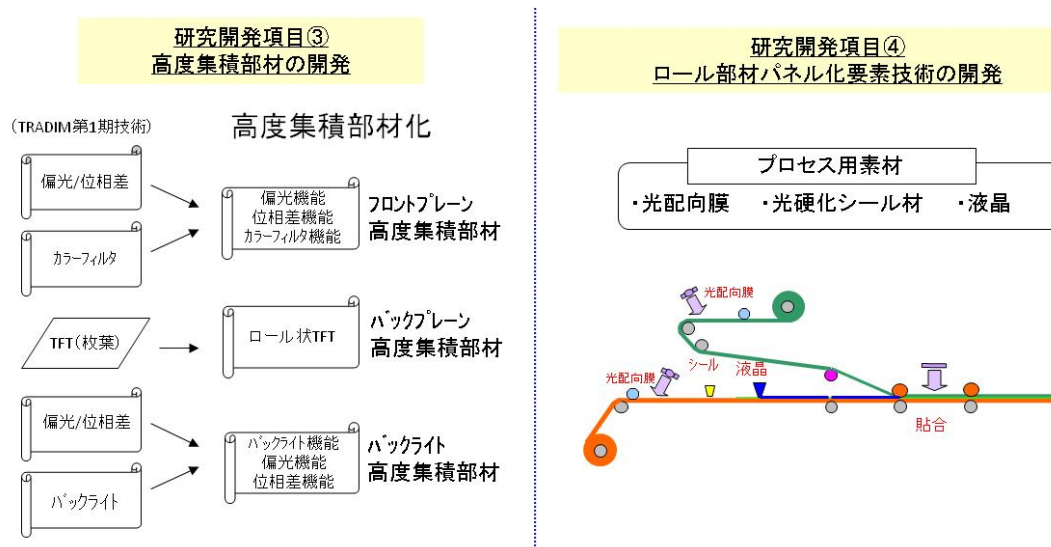 研究開発項目③
高度集積部材の開発
(TRADIM第1期技術)
高度集積部材化
偏光/位相差
カラーフィルタ
偏光機能
位相差機能
カラーフィルタ機能
フロントプレーン
高度集積部材
TFT(枚葉)
ロール状TFT
バックプレーン
高度集積部材
偏光/位相差
バックライト
バックライト機能
偏光機能
位相差機能
バックライト
高度集積部材
研究開発項目④
ロール部材パネル化要素技術の開発
プロセス用素材
・光配向膜 ・光硬化シール材 ・液晶
光配向膜
シール
液晶
光配向膜
貼合